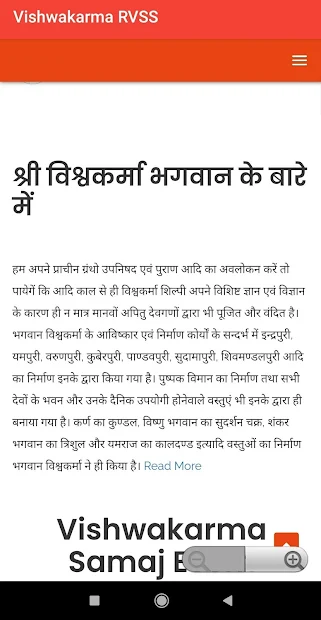 Vishwakarma RVSS
श्री विश्वकर्मा भगवान के बारे
में
हम अपने प्राचीन ग्रंथो उपनिषद एवं पुराण आदि का अवलोकन करें तो
पायेगें कि आदि काल से ही विश्वकर्मा शिल्पी अपने विशिष्ट ज्ञान एवं विज्ञान
के कारण ही न मात्र मानवों अपितु देवगणों द्वारा भी पूजित और वंदित है।
भगवान विश्वकर्मा के आविष्कार एवं निर्माण कोर्यों के सन्दर्भ में इन्द्रपुरी,
यमपुरी, वरुणपुरी, कुबेरपुरी, पाण्डवपुरी, सुदामापुरी, शिवमण्डलपुरी आदि
का निर्माण इनके द्वारा किया गया है। पुष्पक विमान का निर्माण तथा सभी
देवों के भवन और उनके दैनिक उपयोगी होनेवाले वस्तुएं भी इनके द्वारा ही
बनाया गया है। कर्ण का कुण्डल, विष्णु भगवान का सुदर्शन चक्र, शंकर
भगवान का त्रिशुल और यमराज का कालदण्ड इत्यादि वस्तुओं का निर्माण
भगवान विश्वकर्मा ने ही किया है। Read More
Vishwakarma
Samaj